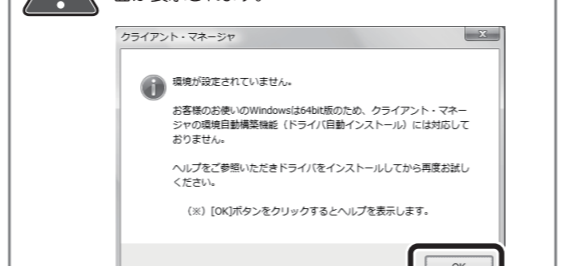 クライアント・マネージャ
環境が設定されていません。
お客様のお使いのWindowsは64bit版のため、クライアント・マネー
ジャの環境自動構築機能（ドライバ自動インストール）には対応して
おりません。
ヘルプをご参照いただきドライバをインストールしてから再度お試し
ください。
（※）[OK]ボタンをクリックするとヘルプを表示します。
OK